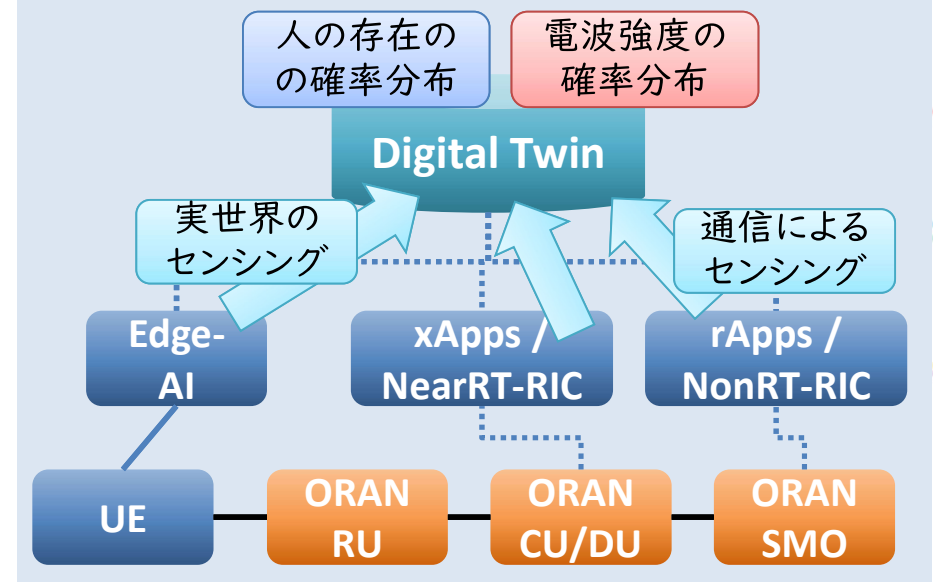 人の存在の
の確率分布
電波強度の
確率分布
Digital Twin
実世界の
センシング
通信による
センシング
Edge-
AI
xApps /
NearRT-RIC
rApps /
NonRT-RIC
UE
ORAN
RU
ORAN
CU/DU
ORAN
SMO